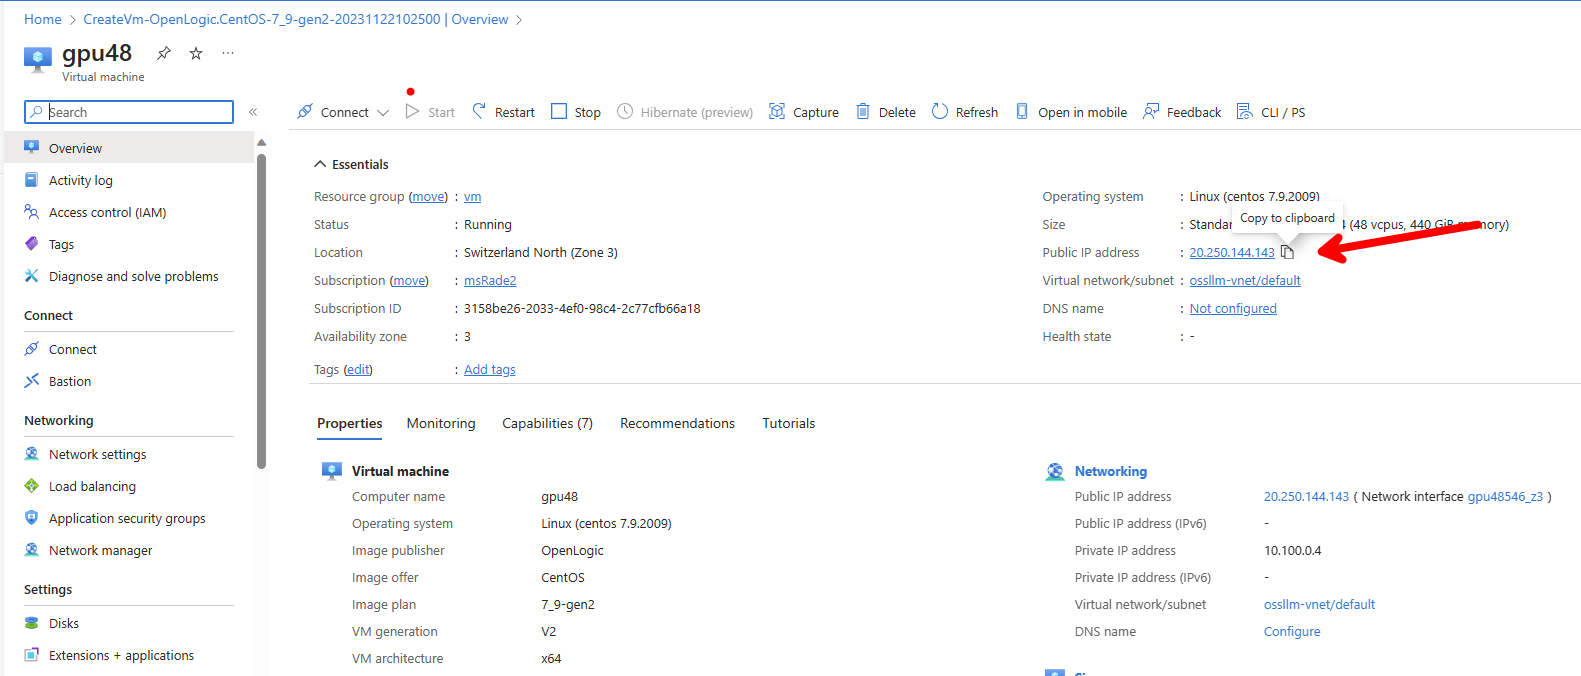 Home > CreateVm-OpenLogic.CentOS-7_9-gen2-20231122102500 | Overview >
gpu48
Virtual machine
Search
Connect Start Restart Stop Hibernate (preview) Capture Delete Refresh Open in mobile Feedback CLI / PS
Overview
Activity log
Access control (IAM)
Tags
Diagnose and solve problems
Connect
Connect
Bastion
Networking
Network settings
Load balancing
Application security groups
Network manager
Settings
Disks
Extensions + applications
Essentials
Resource group (move) : vm
Status : Running
Location : Switzerland North (Zone 3)
Subscription (move) : msRade2
Subscription ID : 3158be26-2033-4ef0-98c4-2c77cfb66a18
Availability zone : 3
Tags (edit) : Add tags
Operating system : Linux (centos 7.9.2009)
Copy to clipboard
Size : (48 vcpus, 440 GiB memory)
Public IP address : 20.250.144.143
Virtual network/subnet : ossllm-vnet/default
DNS name : Not configured
Health state : -
Properties Monitoring Capabilities (7) Recommendations Tutorials
Virtual machine
Computer name gpu48
Operating system Linux (centos 7.9.2009)
Image publisher OpenLogic
Image offer CentOS
Image plan 7_9-gen2
VM generation V2
VM architecture x64
Networking
Public IP address 20.250.144.143 ( Network interface gpu48546_z3 )
Public IP address (IPv6) -
Private IP address 10.100.0.4
Private IP address (IPv6) -
Virtual network/subnet ossllm-vnet/default
DNS name Configure